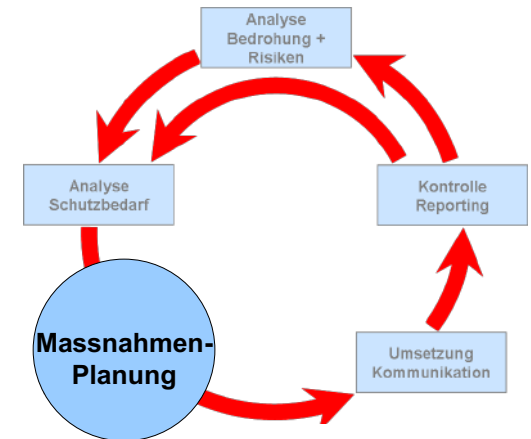 Analyse
Bedrohung +
Risiken
Analyse
Schutzbedarf
Kontrolle
Reporting
Massnahmen-
Planung
Umsetzung
Kommunikation